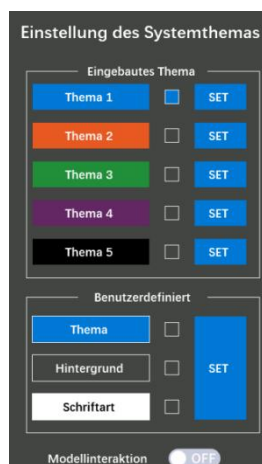 Einstellung des Systemthemas
Eingebautes Thema
Thema 1 SET
Thema 2 SET
Thema 3 SET
Thema 4 SET
Thema 5 SET
Benutzerdefiniert
Thema
Hintergrund SET
Schriftart
Modellinteraktion OFF